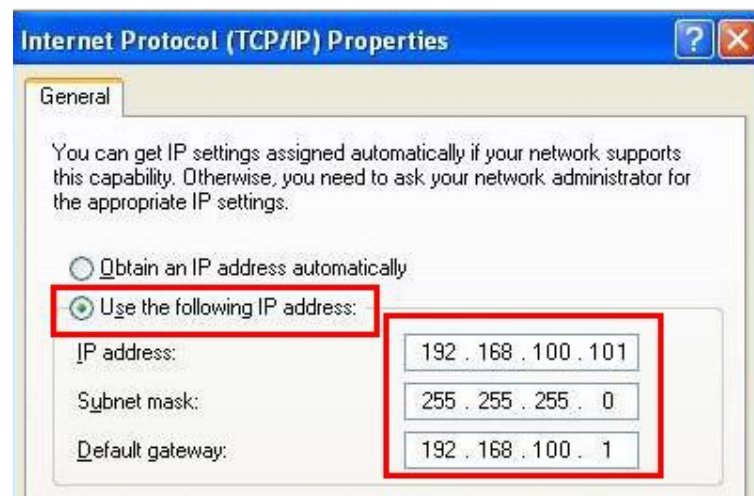 Internet Protocol (TCP/IP) Properties
General
You can get IP settings assigned automatically if your network supports
this capability. Otherwise, you need to ask your network administrator for
the appropriate IP settings.
Obtain an IP address automatically
Use the following IP address:
IP address: 192 . 168 . 100 . 101
Subnet mask: 255 . 255 . 255 . 0
Default gateway: 192 . 168 . 100 . 1